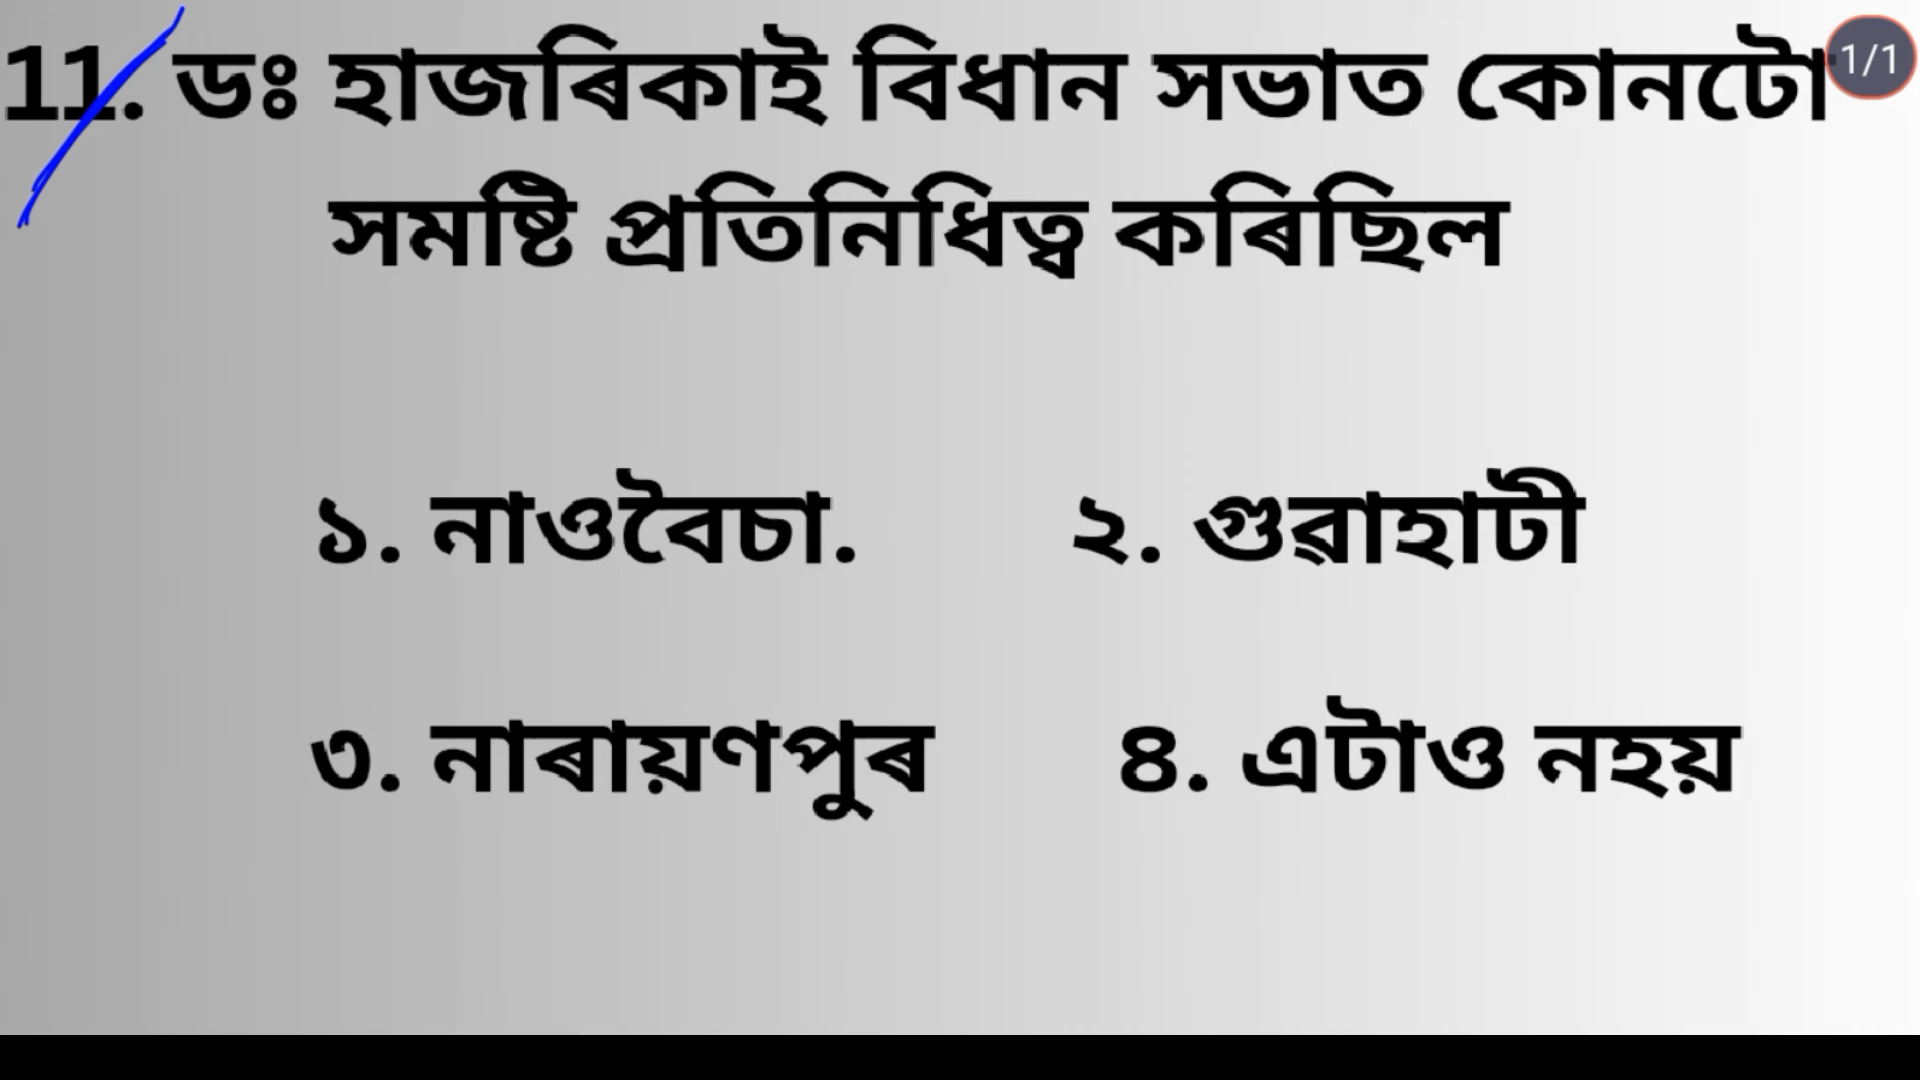 11. ডঃ হাজৰিকাই বিধান সভাত কোনটো
1/1
সমষ্টি প্ৰতিনিধিত্ব কৰিছিল
১. নাওবৈচা. ২. গুৱাহাটী
৩. নাৰায়ণপুৰ ৪. এটাও নহয়